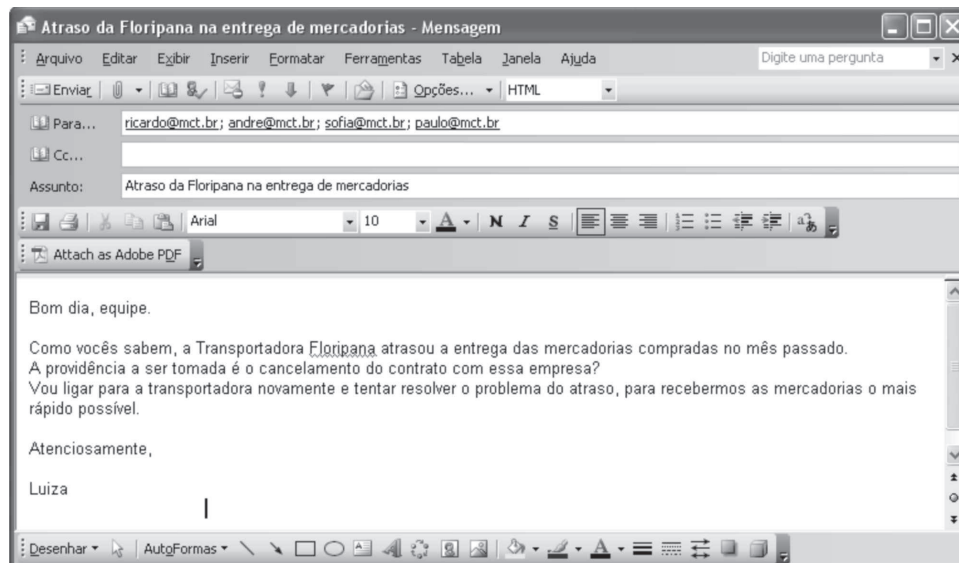 Atraso da Floripana na entrega de mercadorias - Mensagem
Arquivo Editar Exibir Inserir Formatar Ferramentas Tabela Janela Ajuda Digite uma pergunta
Enviar Opções... HTML
Para... ricardo@mct.br; andre@mct.br; sofia@mct.br; paulo@mct.br
Cc...
Assunto: Atraso da Floripana na entrega de mercadorias
Arial 10 A N I S
Attach as Adobe PDF
Bom dia, equipe.
Como vocês sabem, a Transportadora Floripana atrasou a entrega das mercadorias compradas no mês passado.
A providência a ser tomada é o cancelamento do contrato com essa empresa?
Vou ligar para a transportadora novamente e tentar resolver o problema do atraso, para recebermos as mercadorias o mais
rápido possível.
Atenciosamente,
Luiza
Desenhar AutoFormas A